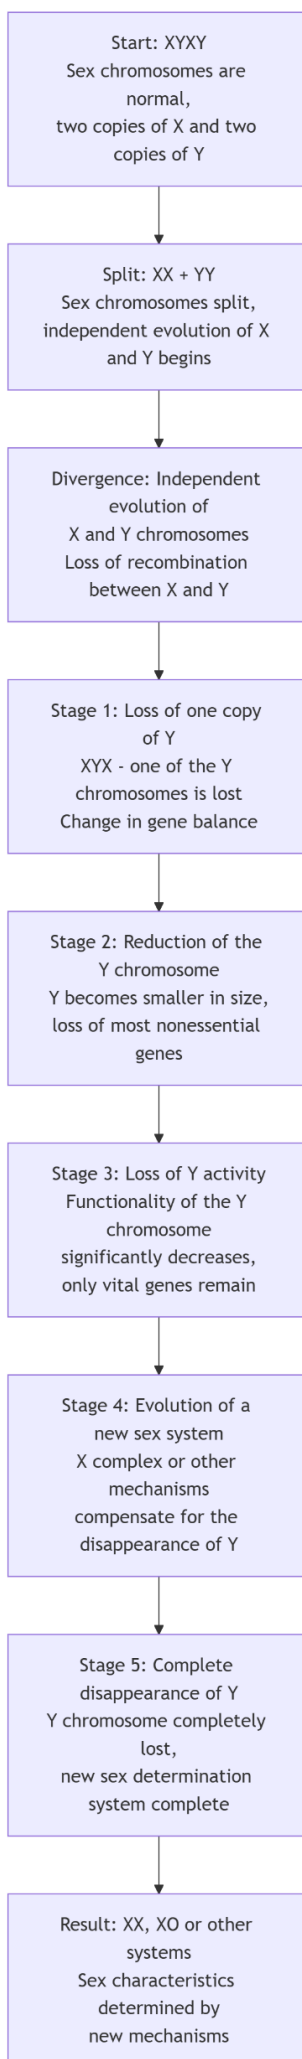 Start: XYXY
Sex chromosomes are
normal,
two copies of X and two
copies of Y
Split: XX + YY
Sex chromosomes split,
independent evolution of X
and Y begins
Divergence: Independent
evolution of
X and Y chromosomes
Loss of recombination
between X and Y
Stage 1: Loss of one copy
of Y
XYX - one of the Y
chromosomes is lost
Change in gene balance
Stage 2: Reduction of the
Y chromosome
Y becomes smaller in size,
loss of most nonessential
genes
Stage 3: Loss of Y activity
Functionality of the Y
chromosome
significantly decreases,
only vital genes remain
Stage 4: Evolution of a
new sex system
X complex or other
mechanisms
compensate for the
disappearance of Y
Stage 5: Complete
disappearance of Y
Y chromosome completely
lost,
new sex determination
system complete
Result: XX, XO or other
systems
Sex characteristics
determined by
new mechanisms